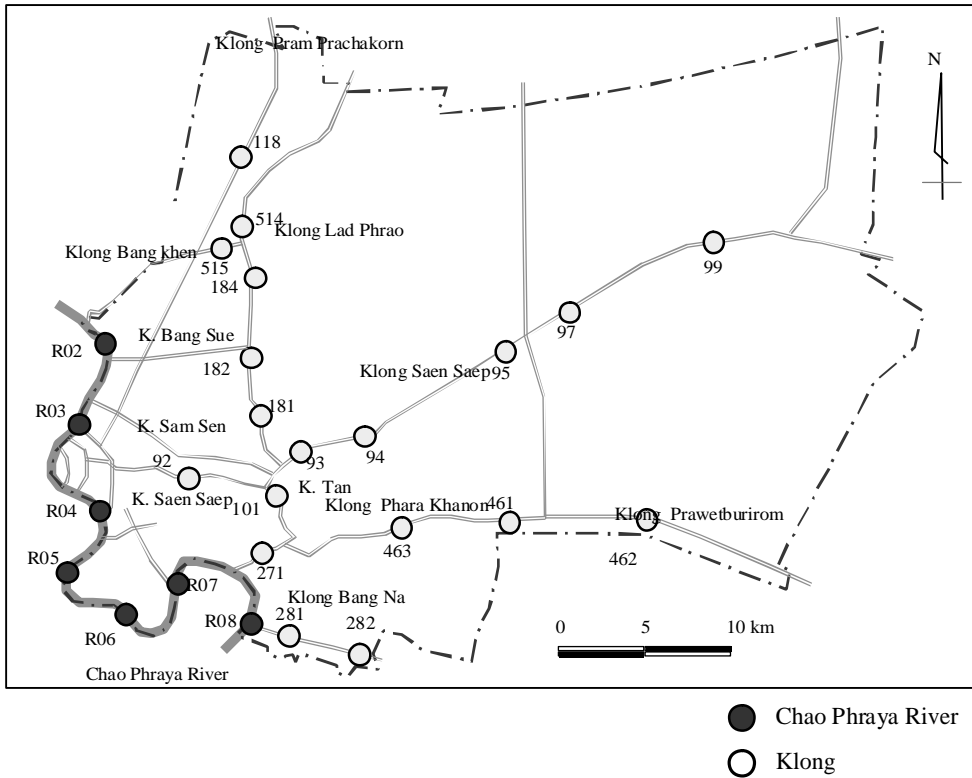 Klong Pram Prachakorn
N
118
514
Klong Lad Phrao
Klong Bang khen
515
184
99
R02
K. Bang Sue
182
97
Klong Saen Saep
95
R03
181
K. Sam Sen
92
93
94
K. Saen Saep
101
K. Tan
R04
Klong Phara Khanon
461
Klong Prawetburirom
463
462
R05
271
R07
R06
Klong Bang Na
R08
281
282
0 5 10 km
Chao Phraya River
Chao Phraya River
Klong